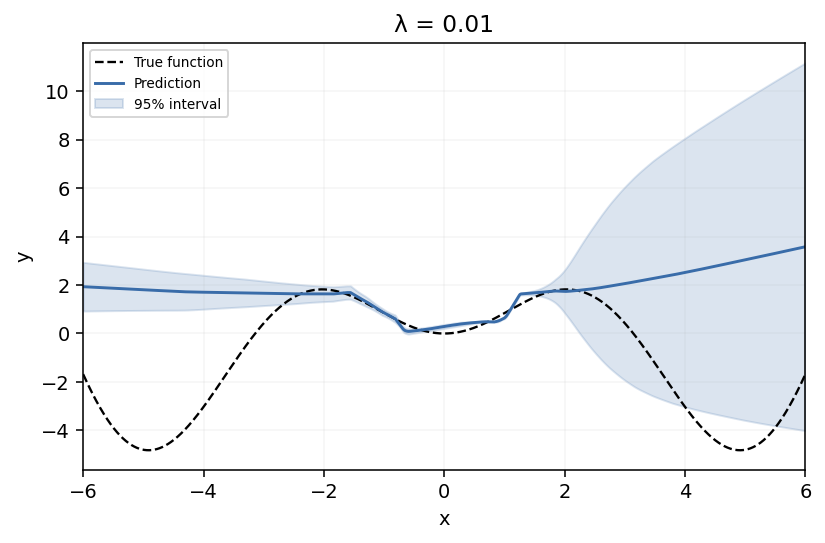 λ = 0.01
True function
Prediction
95% interval
y
10
8
6
4
2
0
−2
−4
−6 −4 −2 0 2 4 6
x